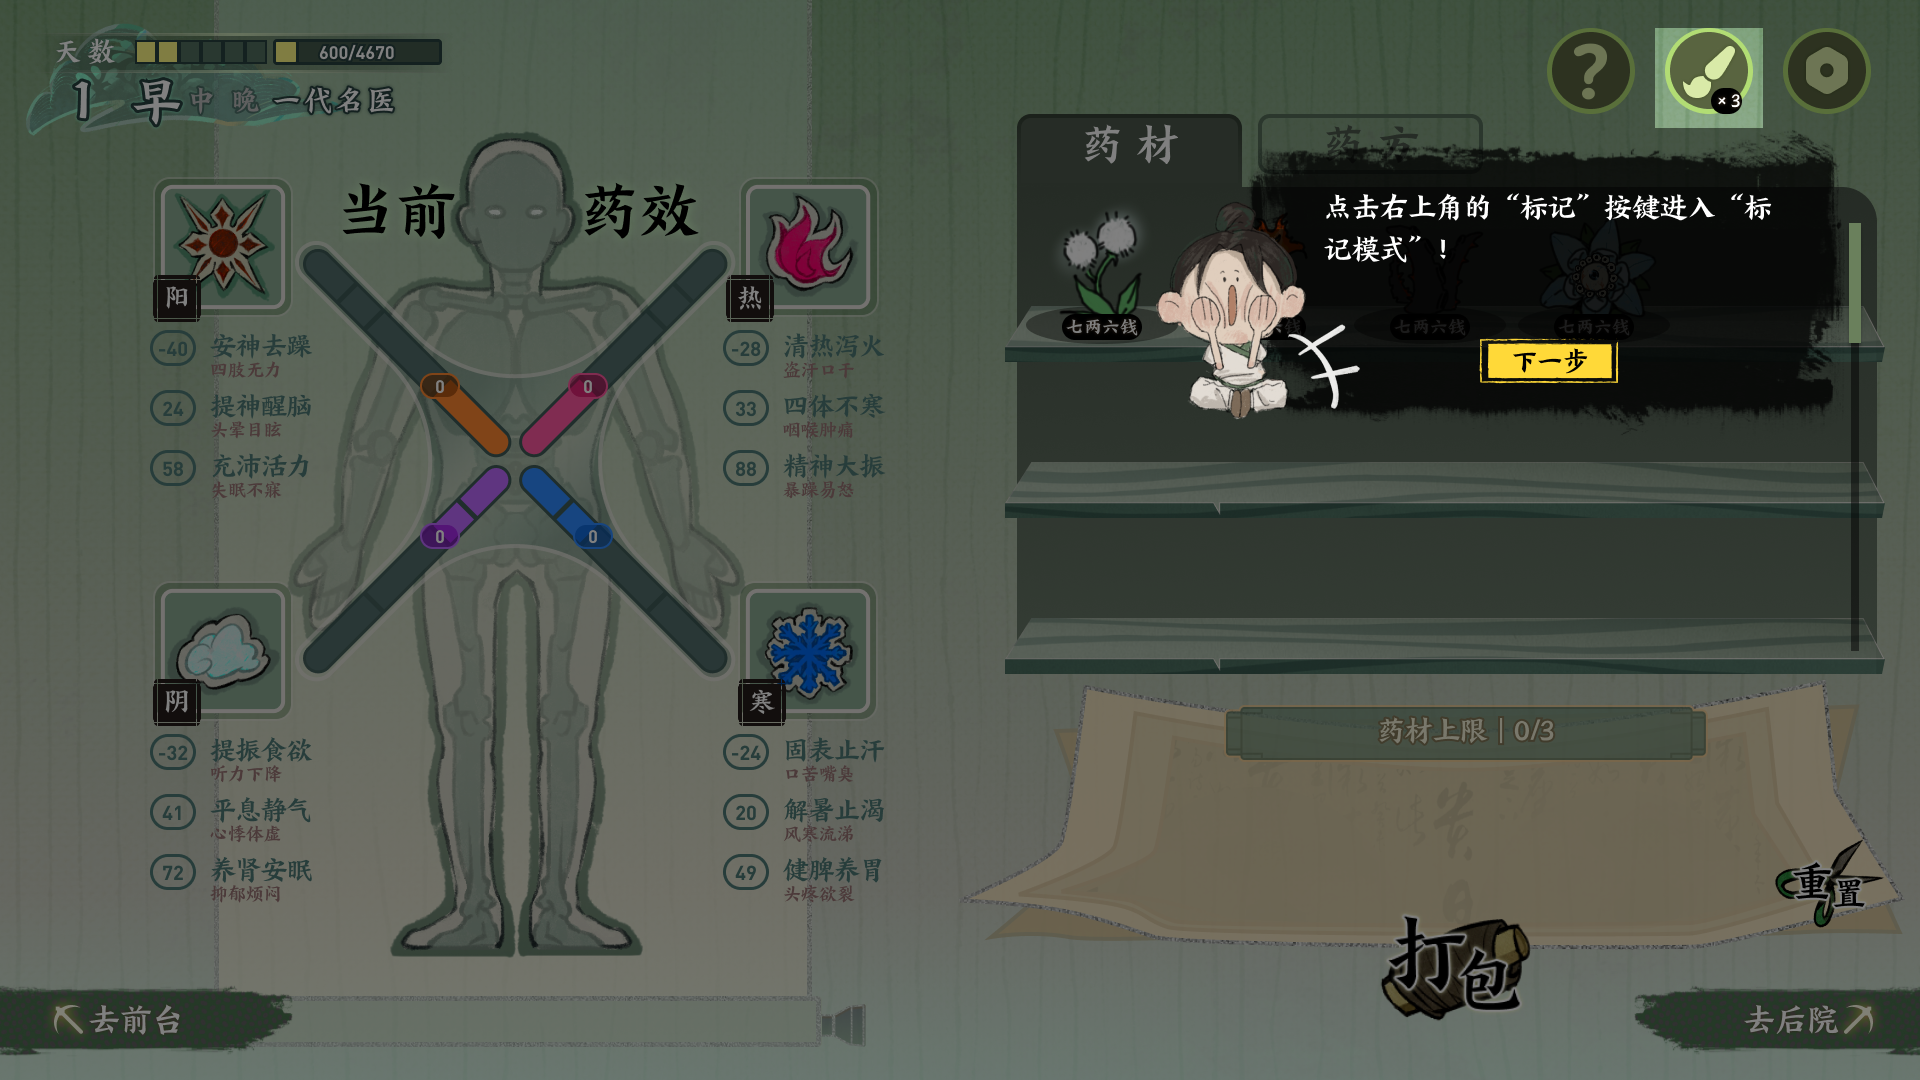 天数
600/4670
1 早 中 晚 一代名医
×3
当前药效
阳
-40 安神去躁
四肢无力
24 提神醒脑
头晕目眩
58 充沛活力
失眠不寐
热
-28 清热泻火
盗汗口干
33 四体不寒
咽喉肿痛
88 精神大振
暴躁易怒
0
0
0
0
阴
-32 提振食欲
听力下降
41 平息静气
心悸体虚
72 养肾安眠
抑郁烦闷
寒
-24 固表止汗
口苦嘴臭
20 解暑止渴
风寒流涕
49 健脾养胃
头疼欲裂
药材
药方
点击右上角的“标记”按键进入“标
记模式”！
七两六钱
七两六钱
七两六钱
下一步
药材上限 | 0/3
重置
打包
去前台
去后院